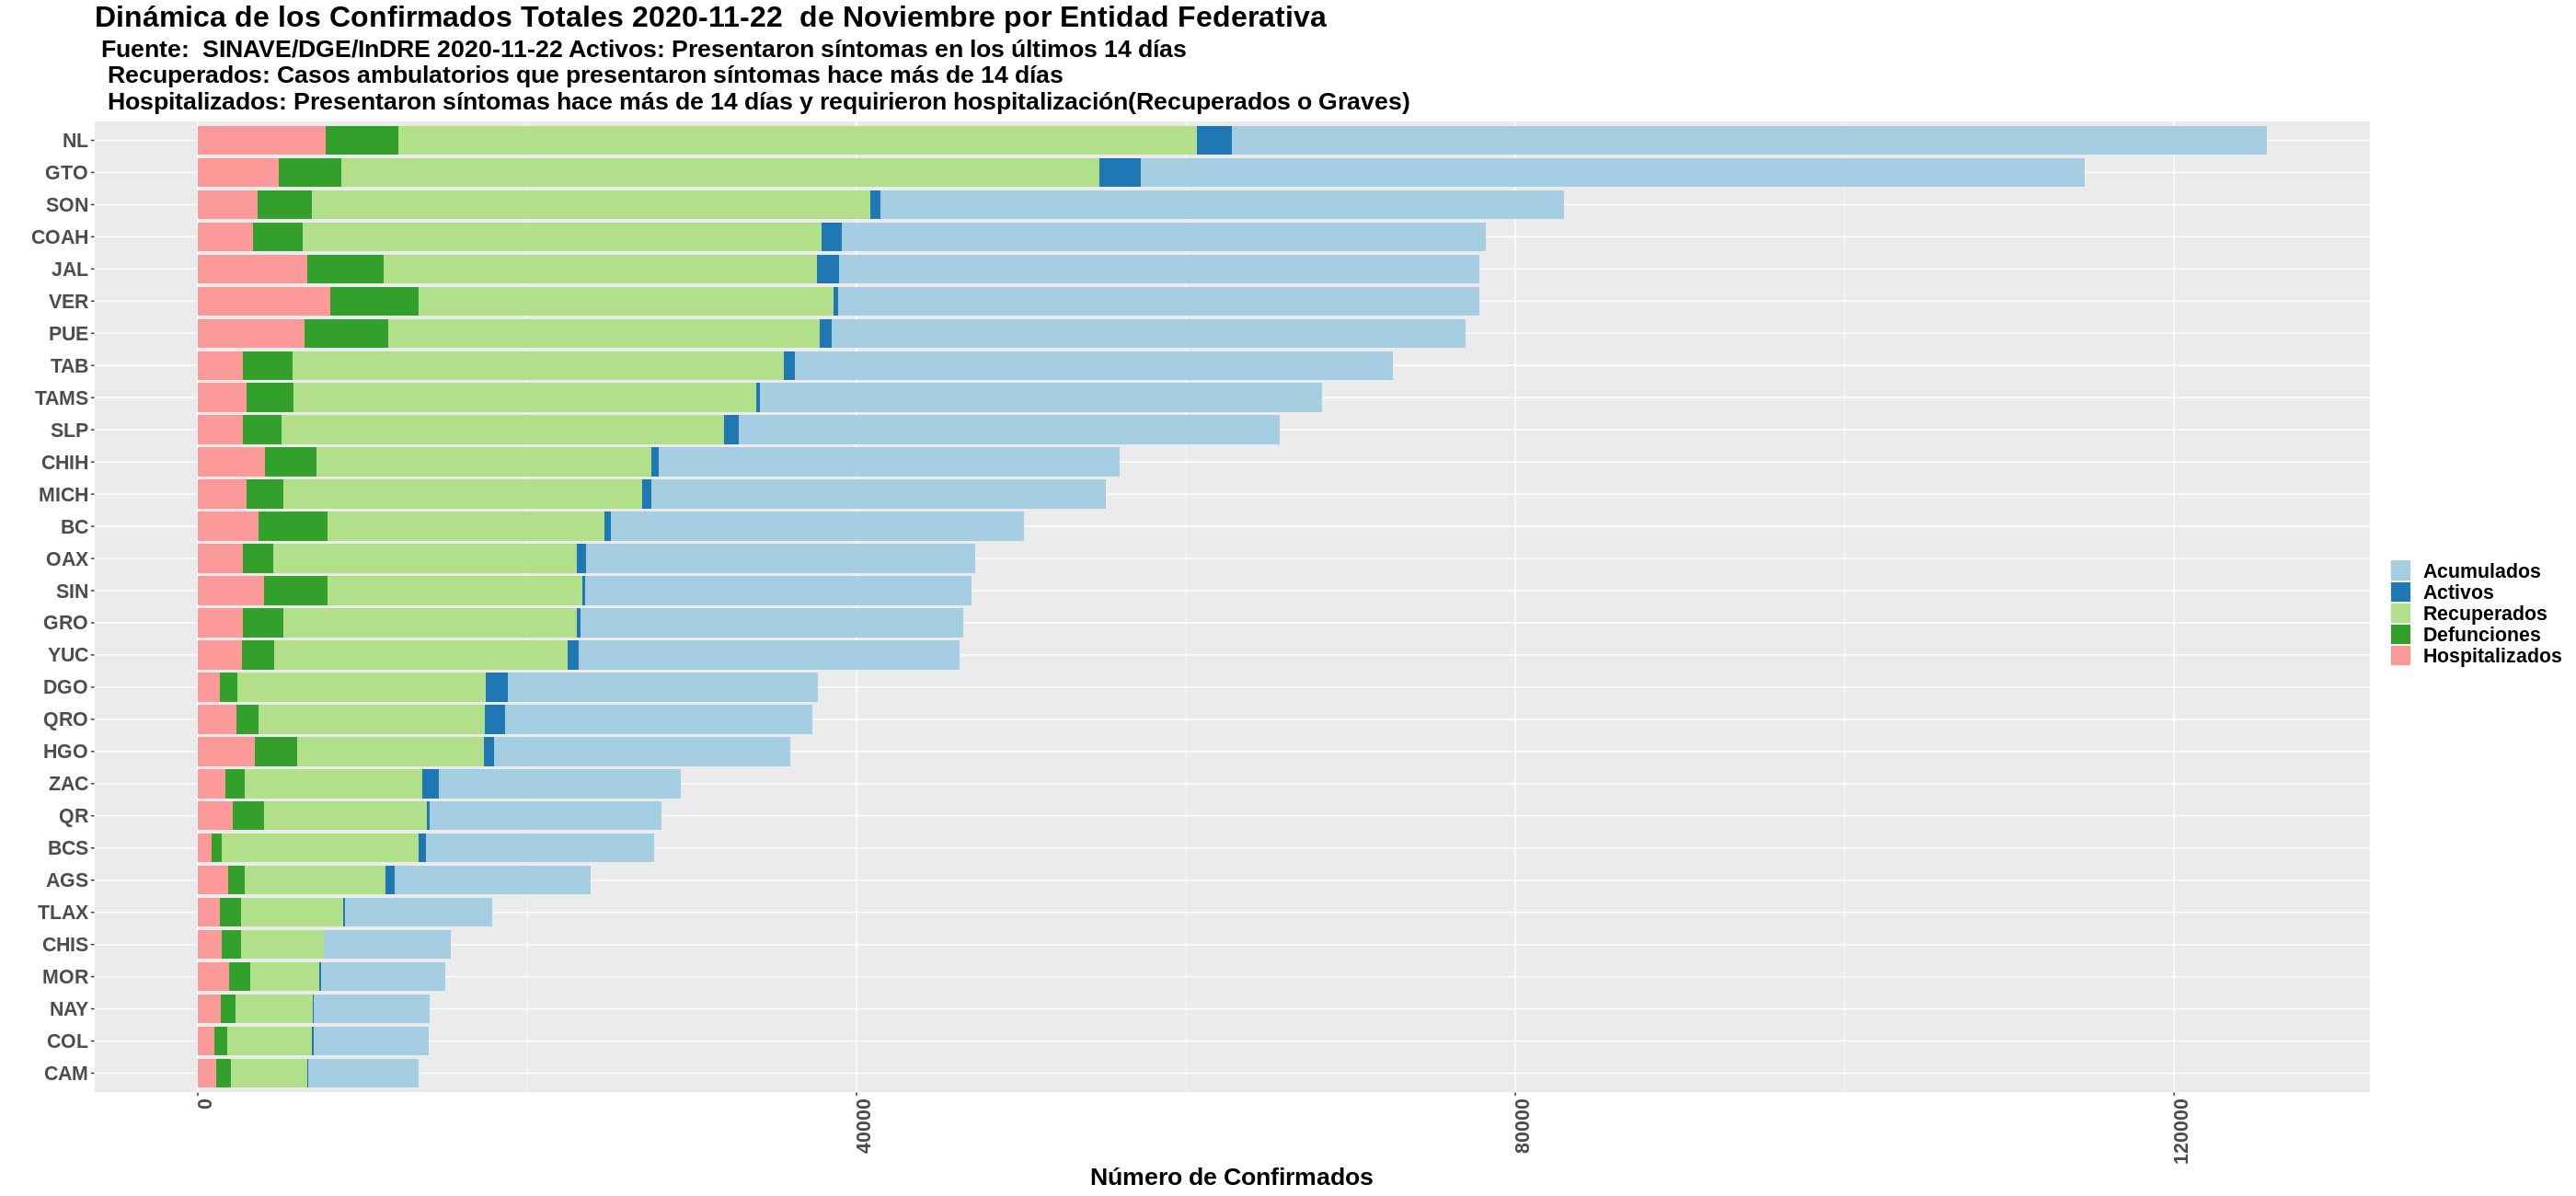 Dinámica de los Confirmados Totales 2020-11-22  de Noviembre por Entidad Federativa
Fuente:  SINAVE/DGE/InDRE 2020-11-22 Activos: Presentaron síntomas en los últimos 14 días
Recuperados: Casos ambulatorios que presentaron síntomas hace más de 14 días
Hospitalizados: Presentaron síntomas hace más de 14 días y requirieron hospitalización(Recuperados o Graves)
NL
GTO
SON
COAH
JAL
VER
PUE
TAB
TAMS
SLP
CHIH
MICH
BC
OAX
SIN
GRO
YUC
DGO
QRO
HGO
ZAC
QR
BCS
AGS
TLAX
CHIS
MOR
NAY
COL
CAM
0
400000
800000
1200000
Número de Confirmados
Acumulados
Activos
Recuperados
Defunciones
Hospitalizados